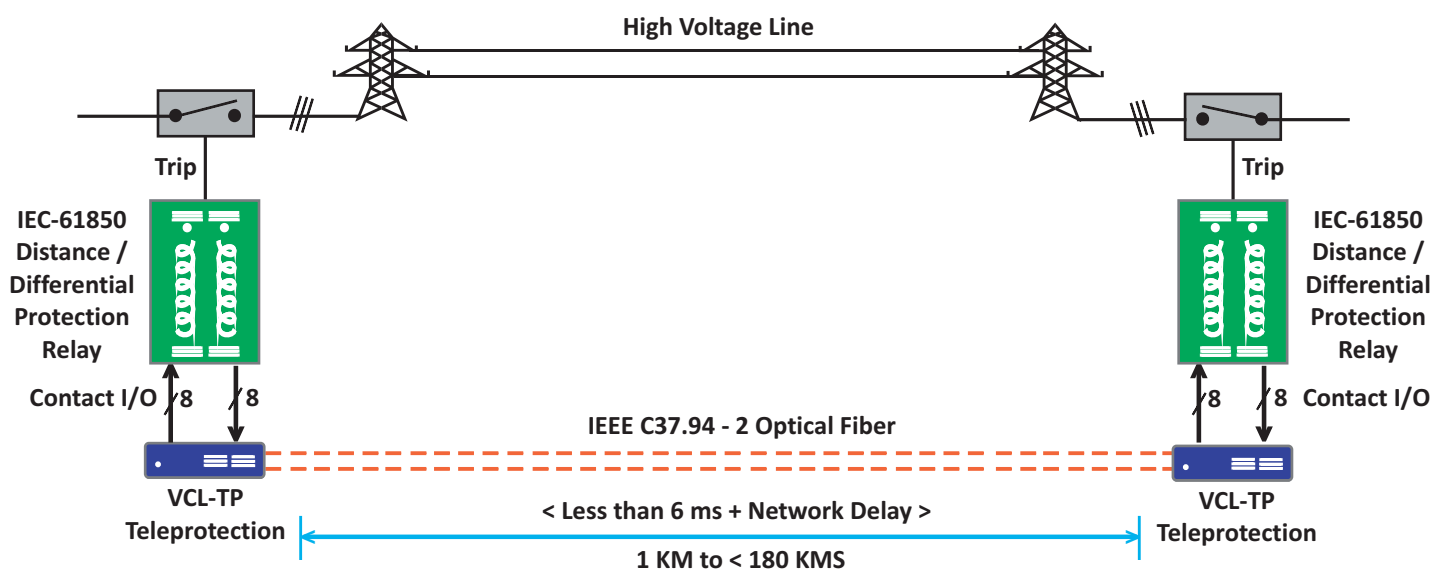 High Voltage Line
Trip
Trip
IEC-61850
Distance /
Differential
Protection
Relay
IEC-61850
Distance /
Differential
Protection
Relay
Contact I/O
8
8
8
8
Contact I/O
IEEE C37.94 - 2 Optical Fiber
VCL-TP
Teleprotection
< Less than 6 ms + Network Delay >
1 KM to < 180 KMS
VCL-TP
Teleprotection